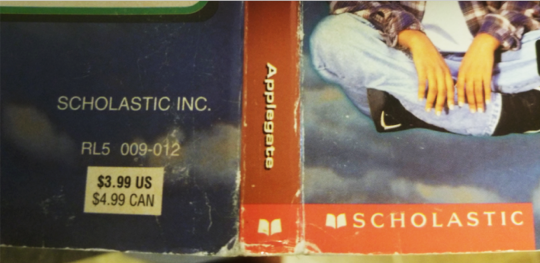 SCHOLASTIC INC.
RL5 009-012
$3.99 US
$4.99 CAN
Applegate
SCHOLASTIC